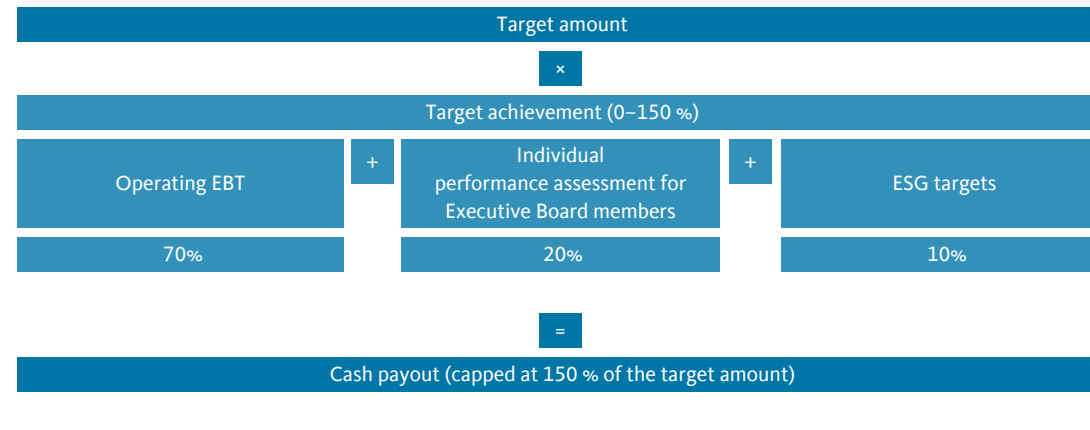 Target amount
×
Target achievement (0–150 %)
Operating EBT
+
Individual
performance assessment for
Executive Board members
+
ESG targets
70%
20%
10%
=
Cash payout (capped at 150 % of the target amount)